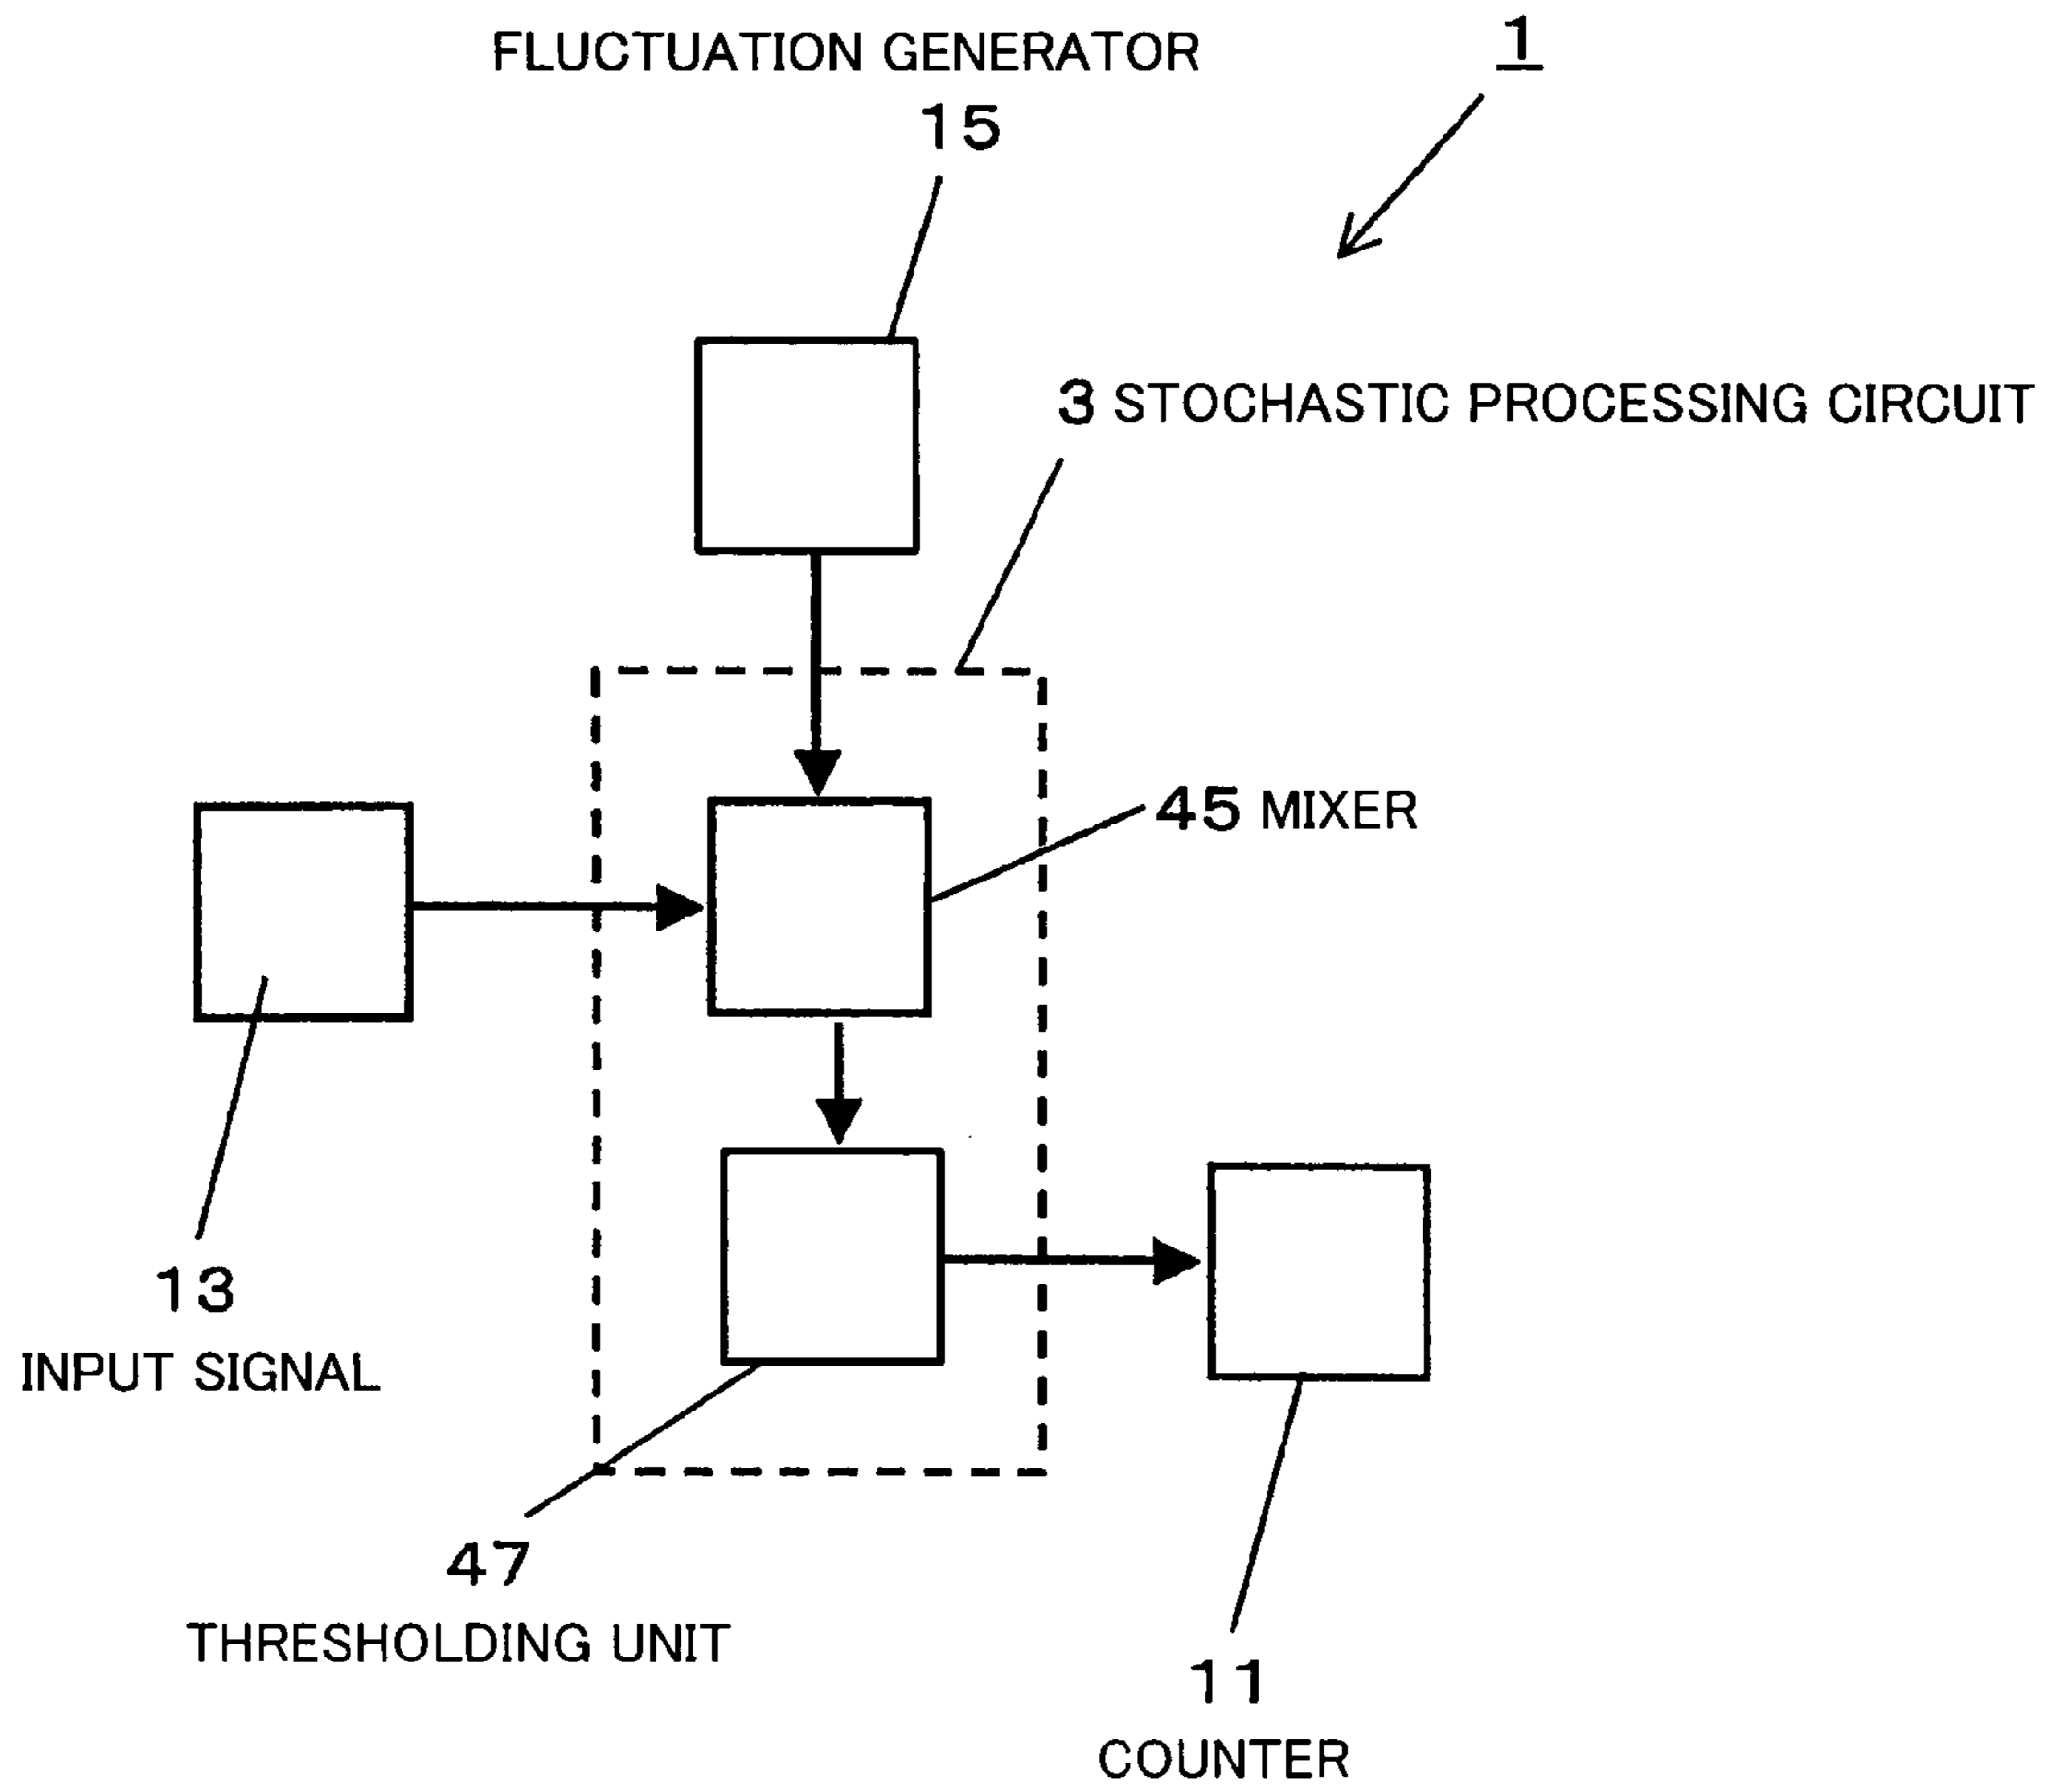 FLUCTUATION GENERATOR
15
1
3 STOCHASTIC PROCESSING CIRCUIT
45 MIXER
13
INPUT SIGNAL
47
THRESHOLDING UNIT
11
COUNTER